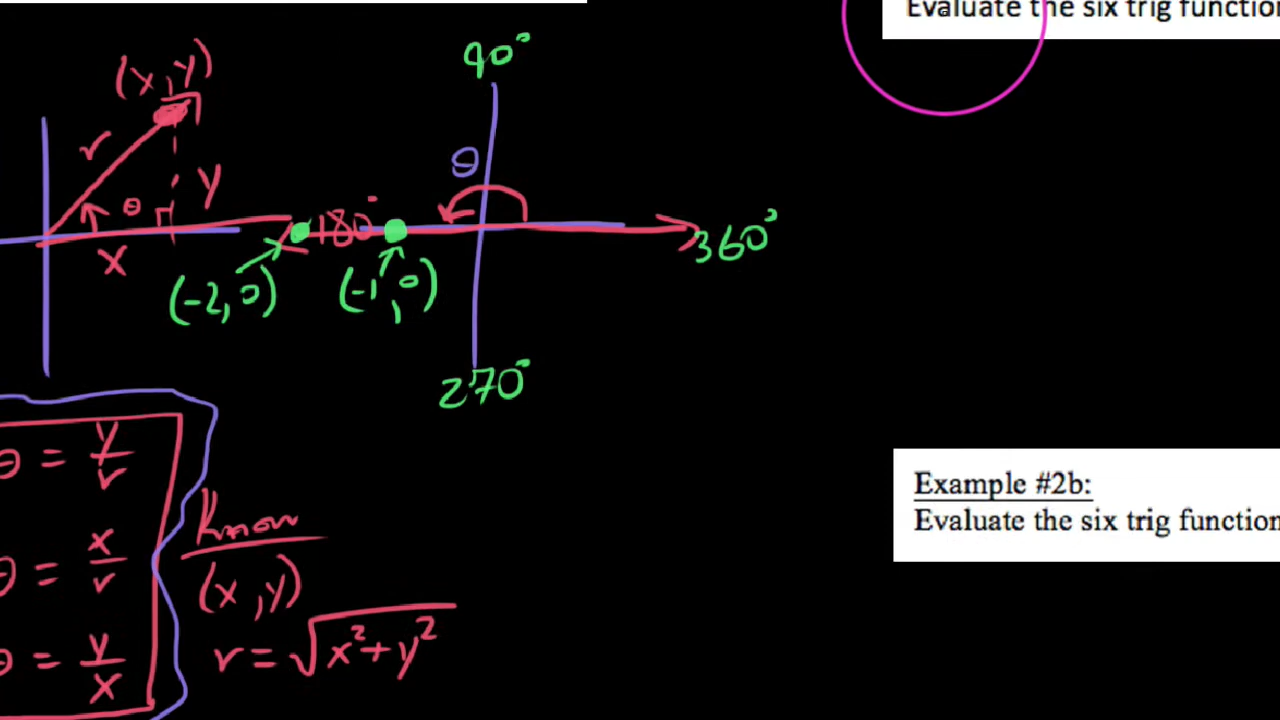 Evaluate the six trig function
(x, y)
90°
r
θ
y
x
θ
180°
360°
(-2, 0)
(-1, 0)
270°
θ = y/r
θ = x/r
θ = y/x
Know
(x, y)
r = √x²+y²
Example #2b:
Evaluate the six trig function